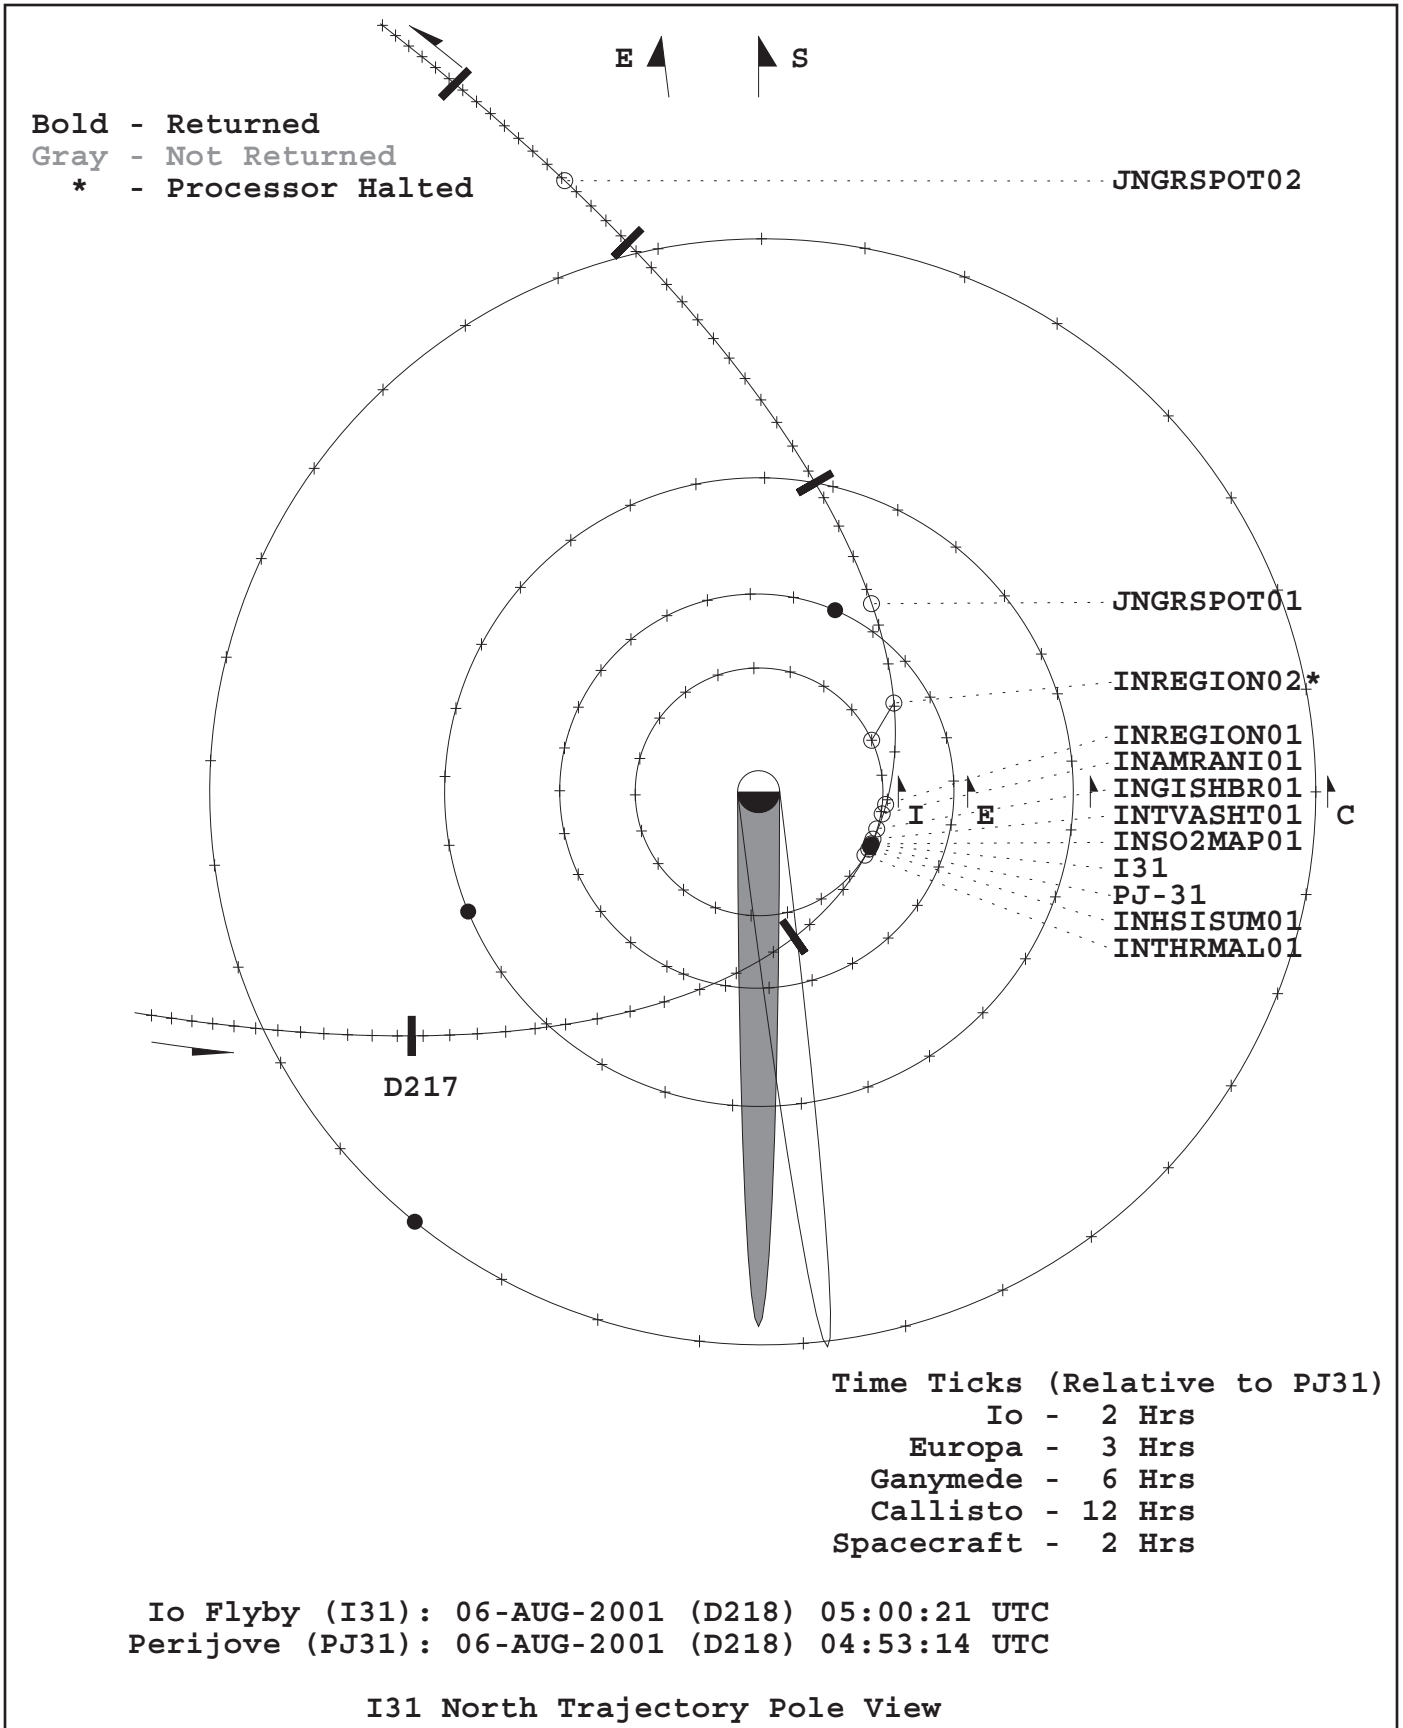 E
S
Bold - Returned
Gray - Not Returned
* - Processor Halted
JNGRSPOT02
JNGRSPOT01
INREGION02*
INREGION01
INAMRANI01
INGISHBR01
I
E
C
INTVASHT01
INSO2MAP01
I31
PJ-31
INHSISUM01
INTHRMAL01
D217
Time Ticks (Relative to PJ31)
Io - 2 Hrs
Europa - 3 Hrs
Ganymede - 6 Hrs
Callisto - 12 Hrs
Spacecraft - 2 Hrs
Io Flyby (I31): 06-AUG-2001 (D218) 05:00:21 UTC
Perijove (PJ31): 06-AUG-2001 (D218) 04:53:14 UTC
I31 North Trajectory Pole View